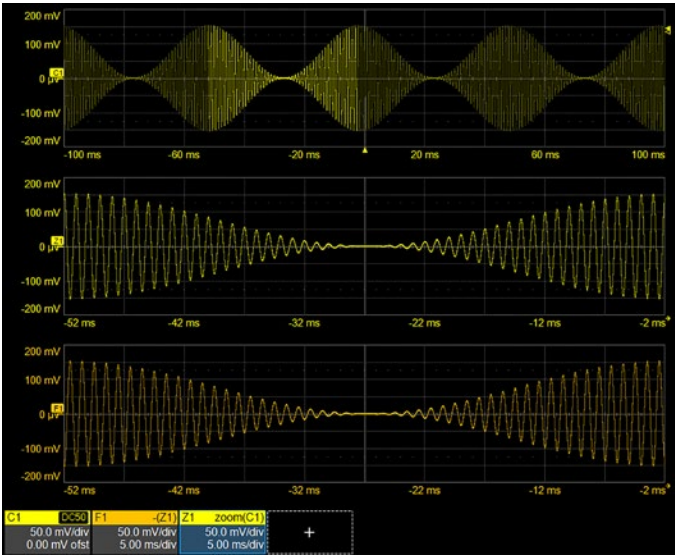 200 mV
100 mV
C1
0 µV
-100 mV
-200 mV
-100 ms -60 ms -20 ms 20 ms 60 ms 100 ms
200 mV
100 mV
Z1
0 µV
-100 mV
-200 mV
-52 ms -42 ms -32 ms -22 ms -12 ms -2 ms
200 mV
100 mV
F1
0 µV
-100 mV
-200 mV
-52 ms -42 ms -32 ms -22 ms -12 ms -2 ms
C1 DC50 F1 -(Z1) Z1 zoom(C1)
50.0 mV/div 50.0 mV/div 50.0 mV/div
0.00 mV ofst 5.00 ms/div 5.00 ms/div
+